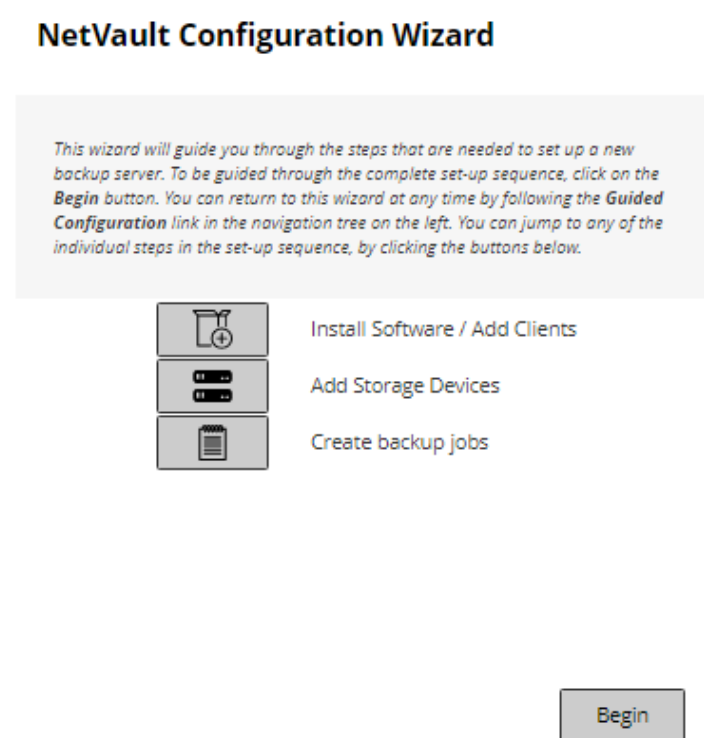 NetVault Configuration Wizard
This wizard will guide you through the steps that are needed to set up a new
backup server. To be guided through the complete set-up sequence, click on the
Begin button. You can return to this wizard at any time by following the Guided
Configuration link in the navigation tree on the left. You can jump to any of the
individual steps in the set-up sequence, by clicking the buttons below.
Install Software / Add Clients
Add Storage Devices
Create backup jobs
Begin